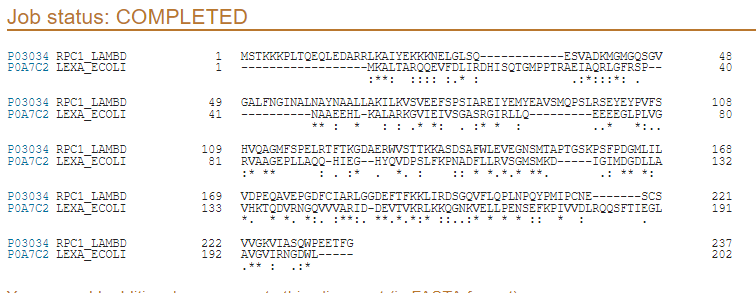 Job status: COMPLETED
P03034 RPC1_LAMBD 1 MSTKKKPLTQEQLEDARRLKAIYEKKKNELGLSQ------------ESVADKMGMGQSGV 48
P0A7C2 LEXA_ECOLI 1 ------------------MKALTARQQEVFDLIRDHISQTGMPPTRAEIAQRLGFRSP-- 40
:**: :::: :.* : .:*:::*: .
P03034 RPC1_LAMBD 49 GALFNGINALNAYNAALLAKILKVSVEEFSPSIAREIYEMYEAVSMQPSLRSEYEYPVFS 108
P0A7C2 LEXA_ECOLI 41 ----------NAAEEHL-KALARKGVIEIVSGASRGIRLLQ---------EEEEGLPLVG 80
** : * : : .*: . :* * : ..* *:..
P03034 RPC1_LAMBD 109 HVQAGMFSPELRTFTKGDAERWVSTTKKASDSAFWLEVEGNSMTAPTGSKPSFPDGMLIL 168
P0A7C2 LEXA_ECOLI 81 RVAAGEPLLAQQ-HIEG--HYQVDPSLFKPNADFLLRVSGMSMKD-----IGIMDGDLLA 132
:* ** : . :* *. : :: * *.*.* **. .: ** *:
P03034 RPC1_LAMBD 169 VDPEQAVEPGDFCIARLGGDEFTFKKLIRDSGQVFLQPLNPQYPMIPCNE-------SCS 221
P0A7C2 LEXA_ECOLI 133 VHKTQDVRNGQVVVARID-DEVTVKRLKKQGNKVELLPENSEFKPIVVDLRQQSFTIEGL 191
*. * *. *:. :**:. **.*.*:* ::..:* * * *:: * : .
P03034 RPC1_LAMBD 222 VVGKVIASQWPEETFG 237
P0A7C2 LEXA_ECOLI 192 AVGVIRNGDWL----- 202
.** : .:*